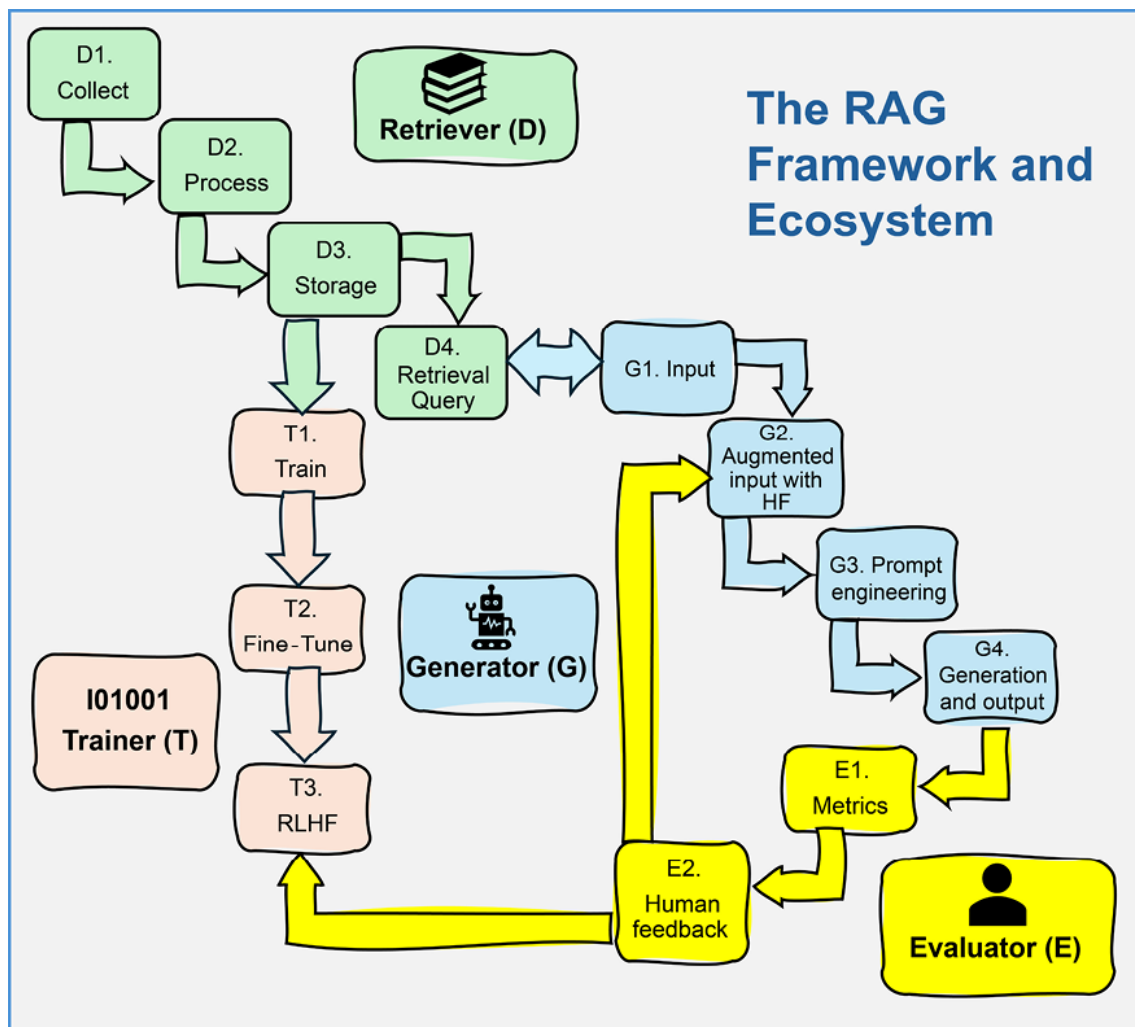 D1.
Collect
Retriever (D)
The RAG
Framework and
Ecosystem
D2.
Process
D3.
Storage
D4.
Retrieval
Query
G1. Input
G2.
Augmented
input with
HF
T1.
Train
G3. Prompt
engineering
T2.
Fine-Tune
Generator (G)
G4.
Generation
and output
I01001
Trainer (T)
T3.
RLHF
E1.
Metrics
E2.
Human
feedback
Evaluator (E)